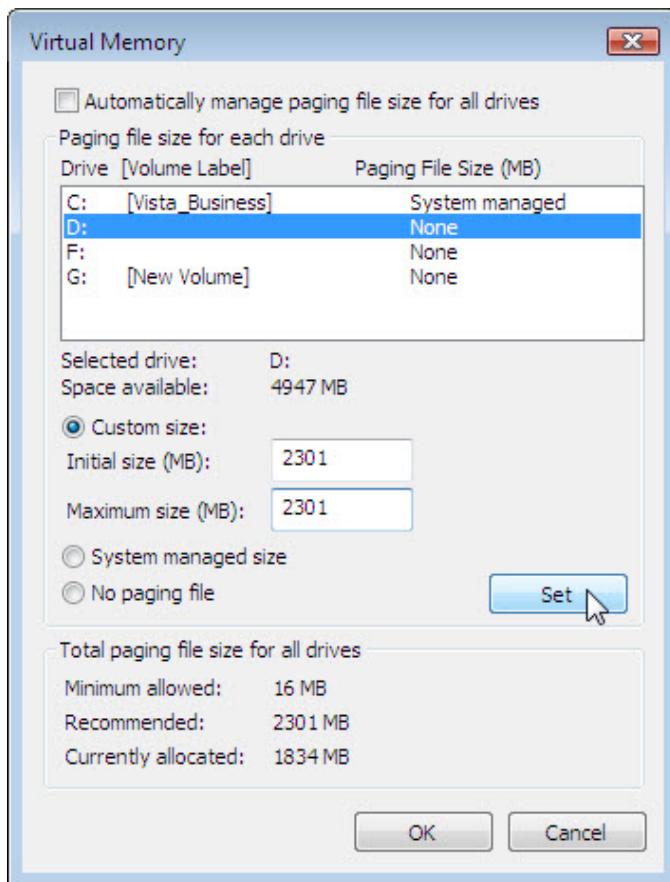 Virtual Memory
Automatically manage paging file size for all drives
Paging file size for each drive
Drive [Volume Label] Paging File Size (MB)
C: [Vista_Business] System managed
D: None
F: None
G: [New Volume] None
Selected drive: D:
Space available: 4947 MB
Custom size:
Initial size (MB): 2301
Maximum size (MB): 2301
System managed size
No paging file Set
Total paging file size for all drives
Minimum allowed: 16 MB
Recommended: 2301 MB
Currently allocated: 1834 MB
OK Cancel